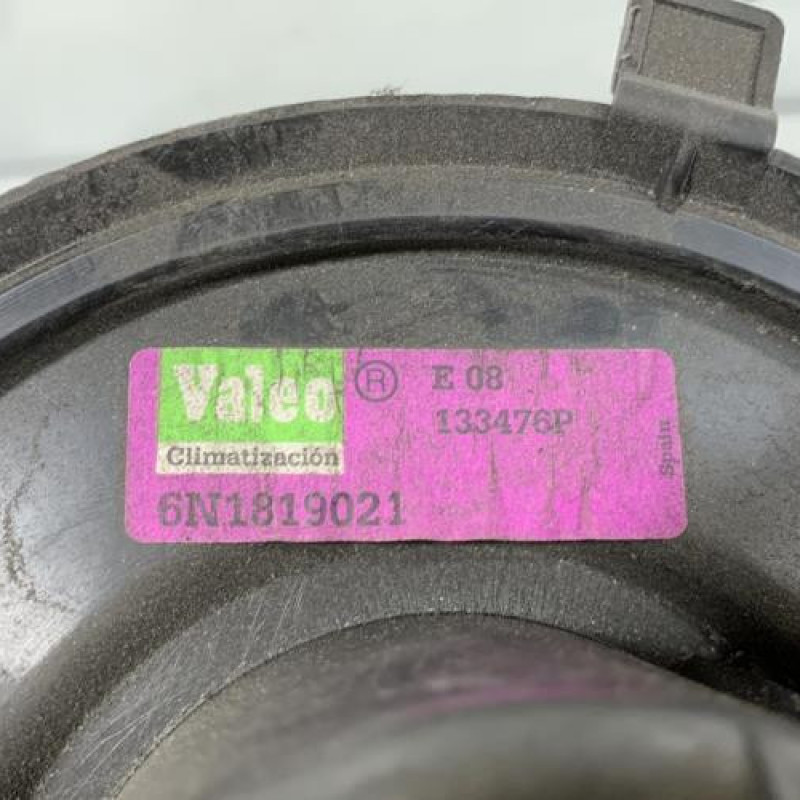 Valeo ® E 08
133476P
Spain
Climatización
6N1819021